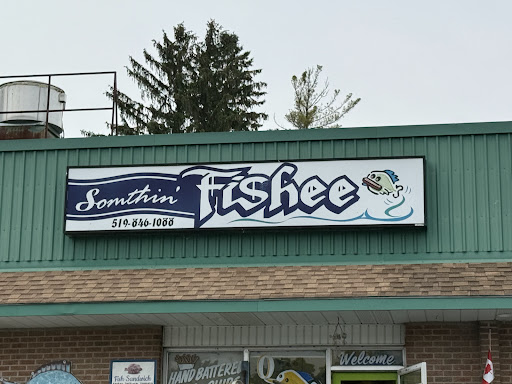 Somthin'
Fishee
519-846-1088
Welcome
Fish Sandwich
HAND BATTERED